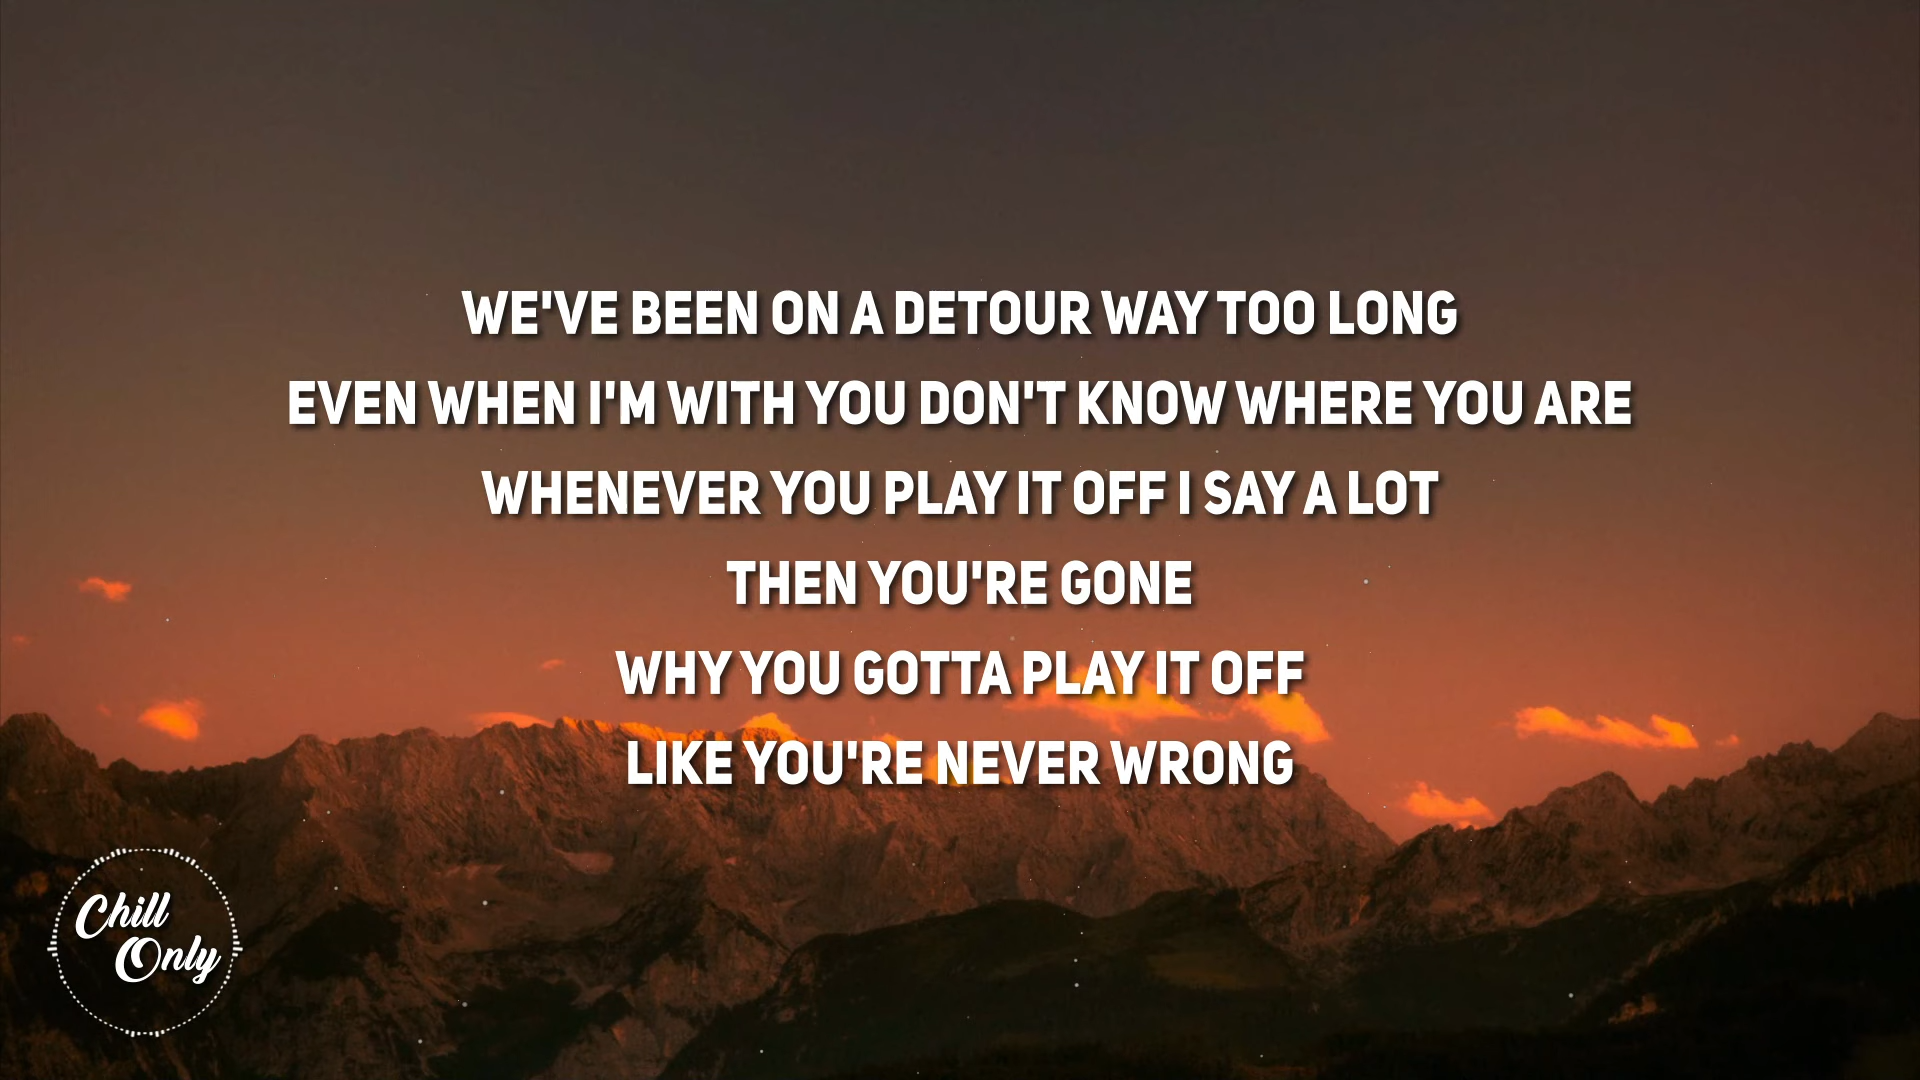 WE'VE BEEN ON A DETOUR WAY TOO LONG
EVEN WHEN I'M WITH YOU DON'T KNOW WHERE YOU ARE
WHENEVER YOU PLAY IT OFF I SAY A LOT
THEN YOU'RE GONE
WHY YOU GOTTA PLAY IT OFF
LIKE YOU'RE NEVER WRONG
Chill
Only